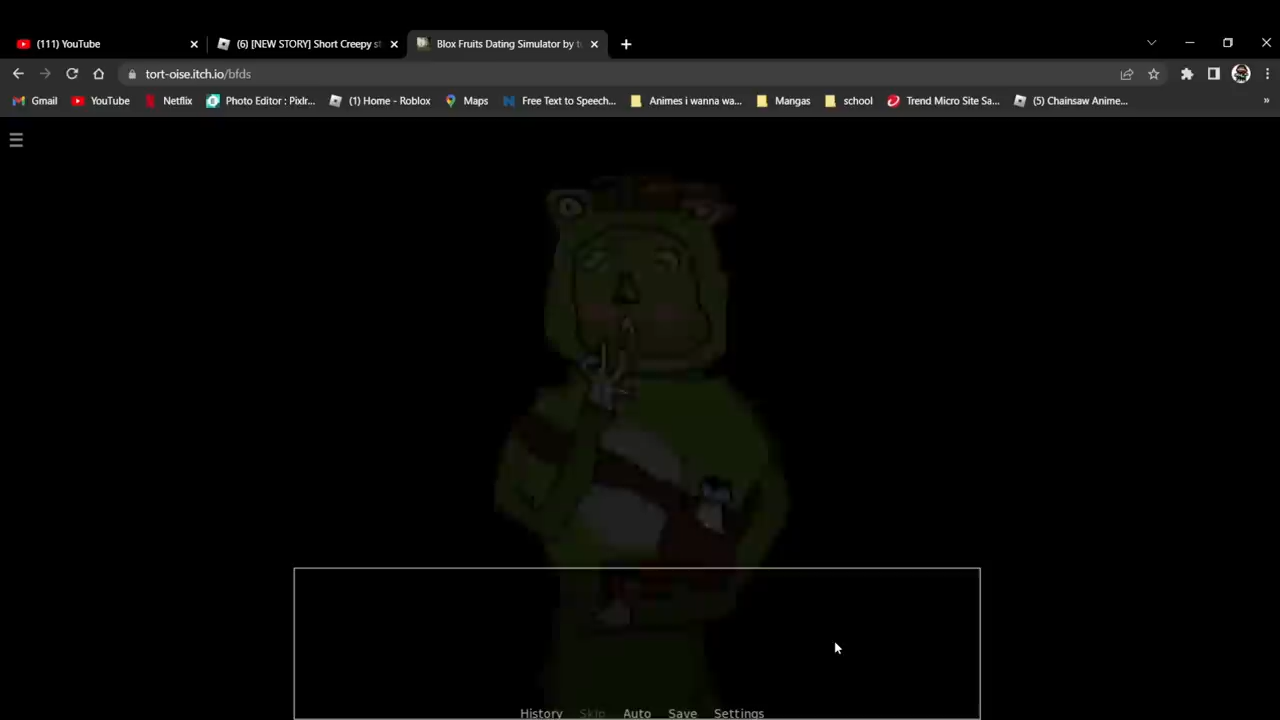 (111) YouTube
(6) [NEW STORY] Short Creepy st
Blox Fruits Dating Simulator by to
tort-oise.itch.io/bfds
Gmail YouTube Netflix Photo Editor : Pixlr... (1) Home - Roblox Maps Free Text to Speech... Animes i wanna wa... Mangas school Trend Micro Site Sa... (5) Chainsaw Anime... »
History Skip Auto Save Settings